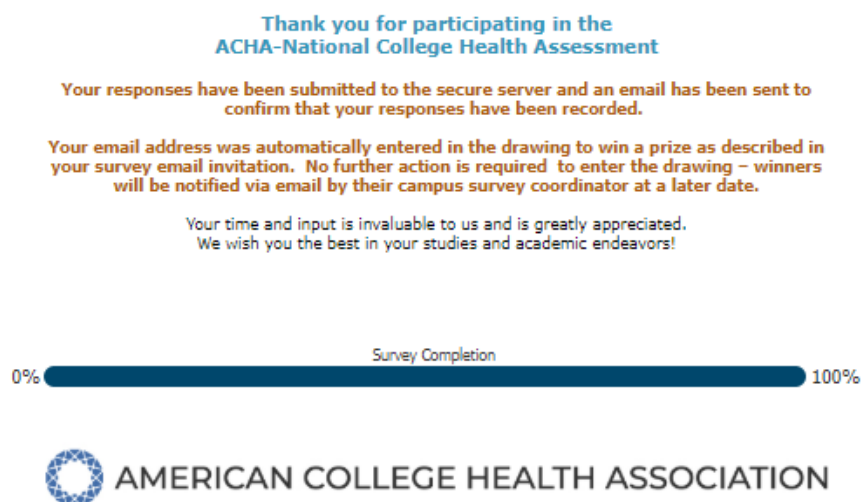 Thank you for participating in the
ACHA-National College Health Assessment
Your responses have been submitted to the secure server and an email has been sent to
confirm that your responses have been recorded.
Your email address was automatically entered in the drawing to win a prize as described in
your survey email invitation.  No further action is required  to enter the drawing – winners
will be notified via email by their campus survey coordinator at a later date.
Your time and input is invaluable to us and is greatly appreciated.
We wish you the best in your studies and academic endeavors!
Survey Completion
0% 100%
AMERICAN COLLEGE HEALTH ASSOCIATION